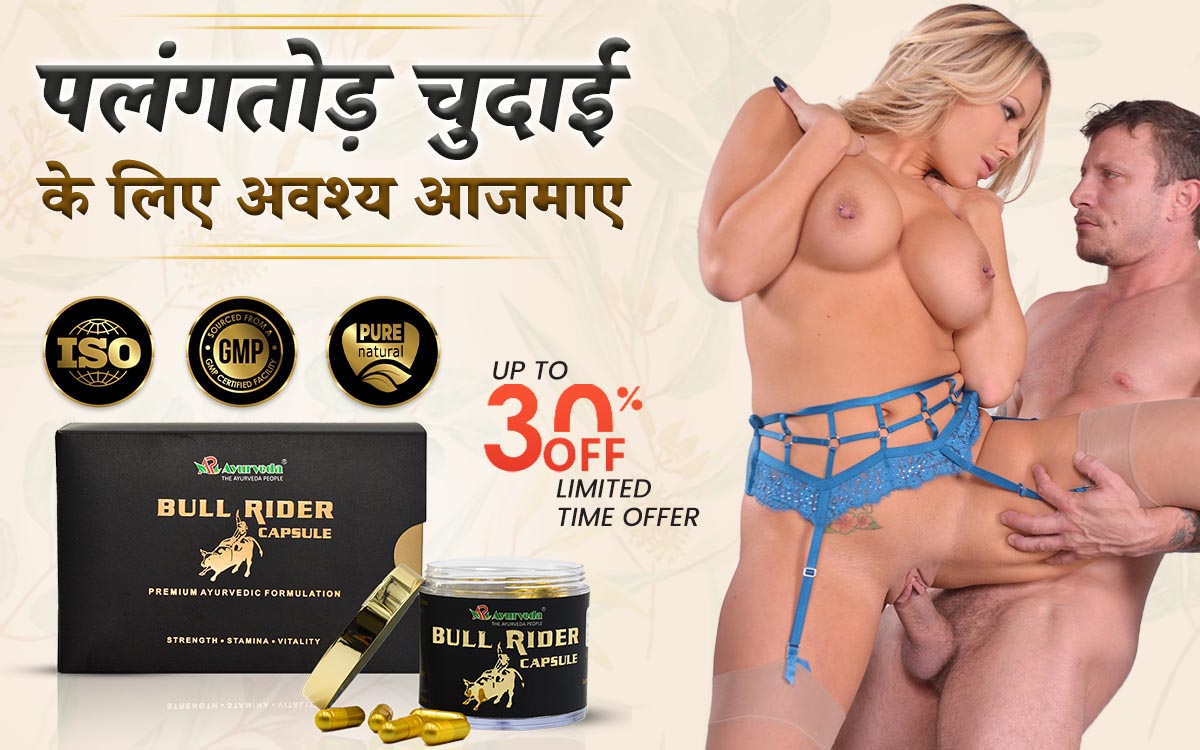 पलंगतोड़ चुदाई
के लिए अवश्य आजमाए
ISO
SOURCED FROM A
GMP
GMP CERTIFIED FACILITY
PURE
natural
UP TO
30%
OFF
LIMITED
TIME OFFER
Ayurveda®
THE AYURVEDA PEOPLE
BULL RIDER
CAPSULE
PREMIUM AYURVEDIC FORMULATION
STRENGTH • STAMINA • VITALITY
Ayurveda®
THE AYURVEDA PEOPLE
BULL RIDER
CAPSULE